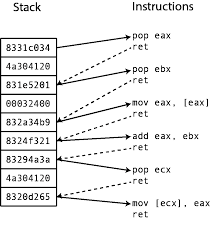 Stack
Instructions
8331c034
4a304120
831e5201
00032400
832a34b9
8324f321
83294a3a
4a304120
8320d265
pop eax
ret
pop ebx
ret
mov eax, [eax]
ret
add eax, ebx
ret
pop ecx
ret
mov [ecx], eax
ret